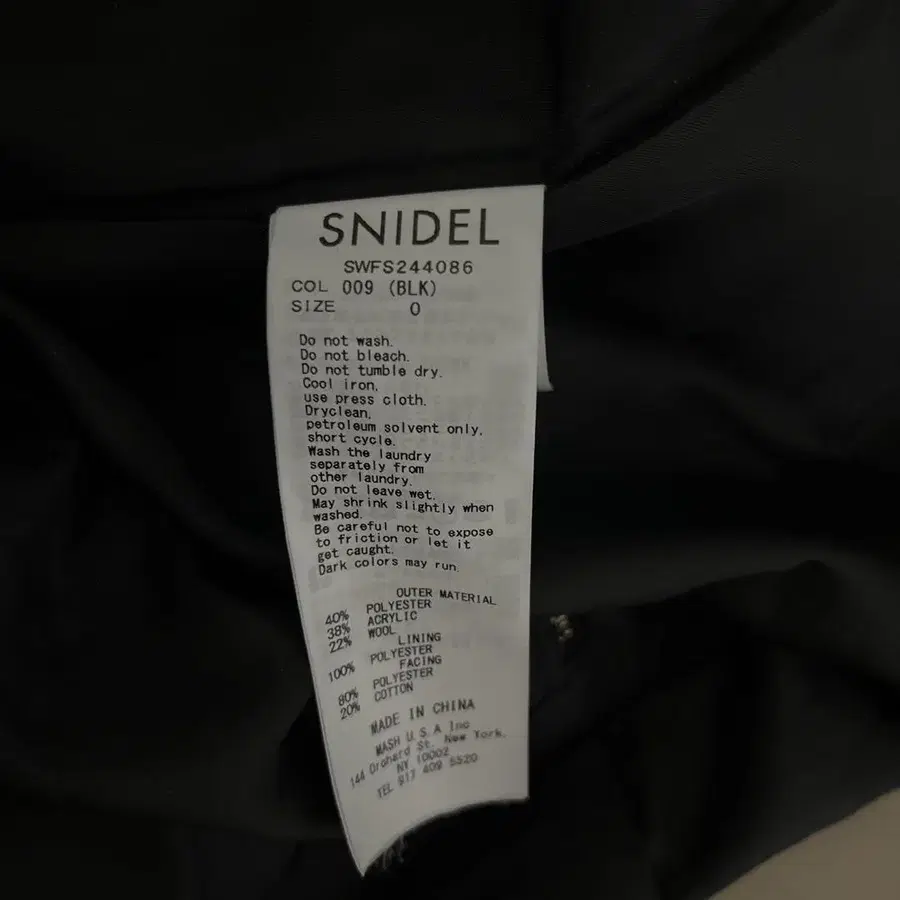 SNIDEL
SWFS244086
COL 009 (BLK)
SIZE 0
Do not wash.
Do not bleach.
Do not tumble dry.
Cool iron,
use press cloth.
Dryclean,
petroleum solvent only,
short cycle.
Wash the laundry
separately from
other laundry.
Do not leave wet.
May shrink slightly when
washed.
Be careful not to expose
to friction or let it
get caught.
Dark colors may run.
OUTER MATERIAL
40% POLYESTER
38% ACRYLIC
22% WOOL
LINING
100% POLYESTER
FACING
80% POLYESTER
20% COTTON
MADE IN CHINA
MASH U.S.A Inc
144 Orchard St. New York,
NY 10002
TEL 917 409 5520